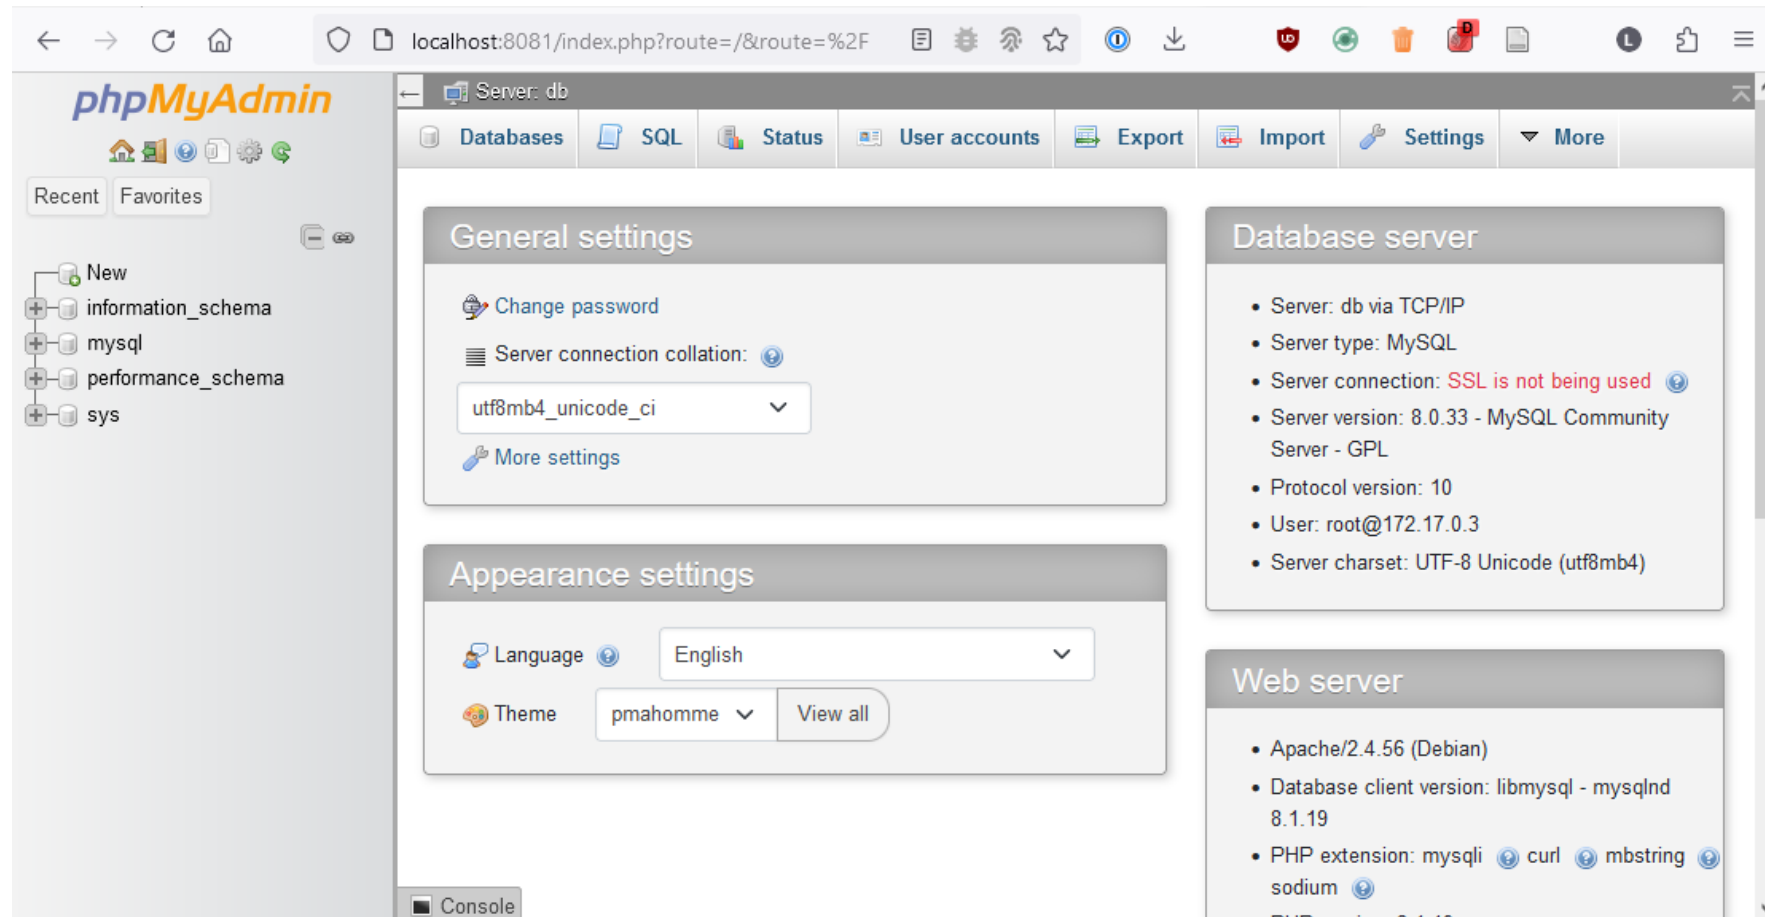 localhost:8081/index.php?route=/&route=%2F
phpMyAdmin
Recent
Favorites
New
information_schema
mysql
performance_schema
sys
Server: db
Databases
SQL
Status
User accounts
Export
Import
Settings
More
General settings
Change password
Server connection collation:
utf8mb4_unicode_ci
More settings
Appearance settings
Language
English
Theme
pmahomme
View all
Database server
Server: db via TCP/IP
Server type: MySQL
Server connection: SSL is not being used
Server version: 8.0.33 - MySQL Community
Server - GPL
Protocol version: 10
User: root@172.17.0.3
Server charset: UTF-8 Unicode (utf8mb4)
Web server
Apache/2.4.56 (Debian)
Database client version: libmysql - mysqlnd
8.1.19
PHP extension: mysqli curl mbstring
sodium
Console